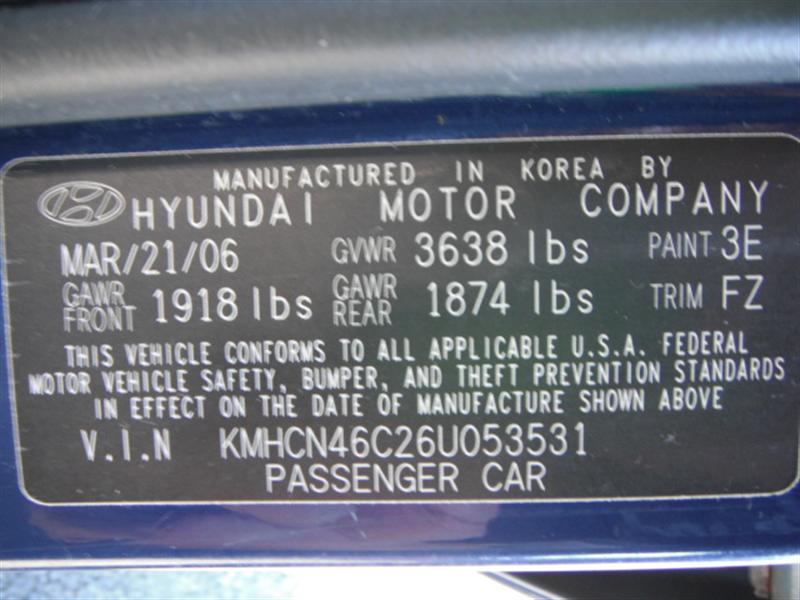 MANUFACTURED IN KOREA BY
HYUNDAI MOTOR COMPANY
MAR/21/06 GVWR 3638 lbs PAINT 3E
GAWR FRONT 1918 lbs GAWR REAR 1874 lbs TRIM FZ
THIS VEHICLE CONFORMS TO ALL APPLICABLE U.S.A. FEDERAL
MOTOR VEHICLE SAFETY, BUMPER, AND THEFT PREVENTION STANDARDS
IN EFFECT ON THE DATE OF MANUFACTURE SHOWN ABOVE
V.I.N KMHCN46C26U053531
PASSENGER CAR